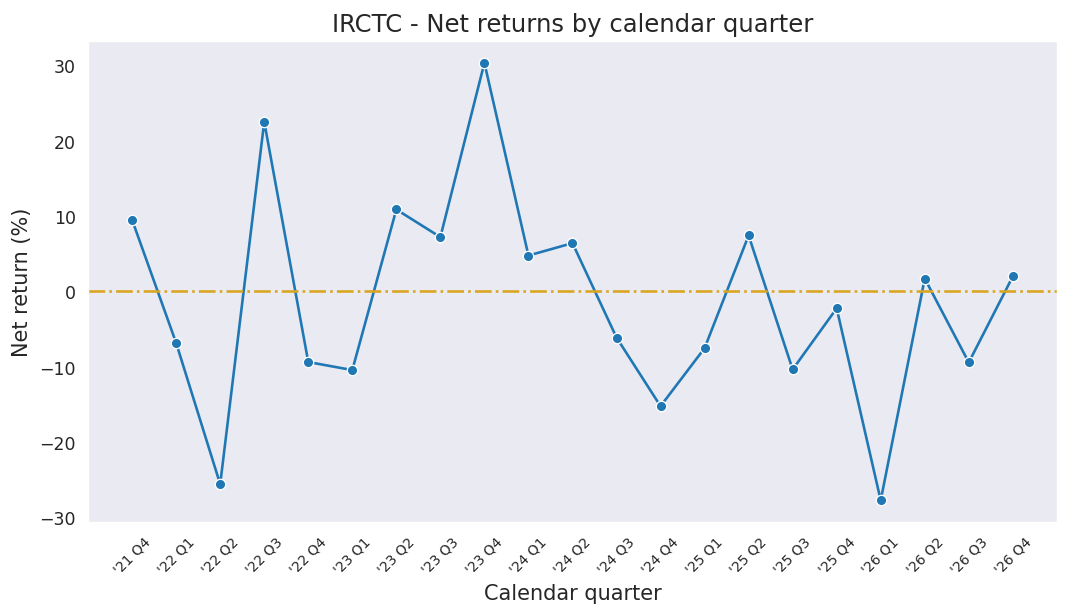 IRCTC - Net returns by calendar quarter
Net return (%)
30
20
10
0
−10
−20
−30
'21 Q4
'22 Q1
'22 Q2
'22 Q3
'22 Q4
'23 Q1
'23 Q2
'23 Q3
'23 Q4
'24 Q1
'24 Q2
'24 Q3
'24 Q4
'25 Q1
'25 Q2
'25 Q3
'25 Q4
'26 Q1
'26 Q2
'26 Q3
'26 Q4
Calendar quarter